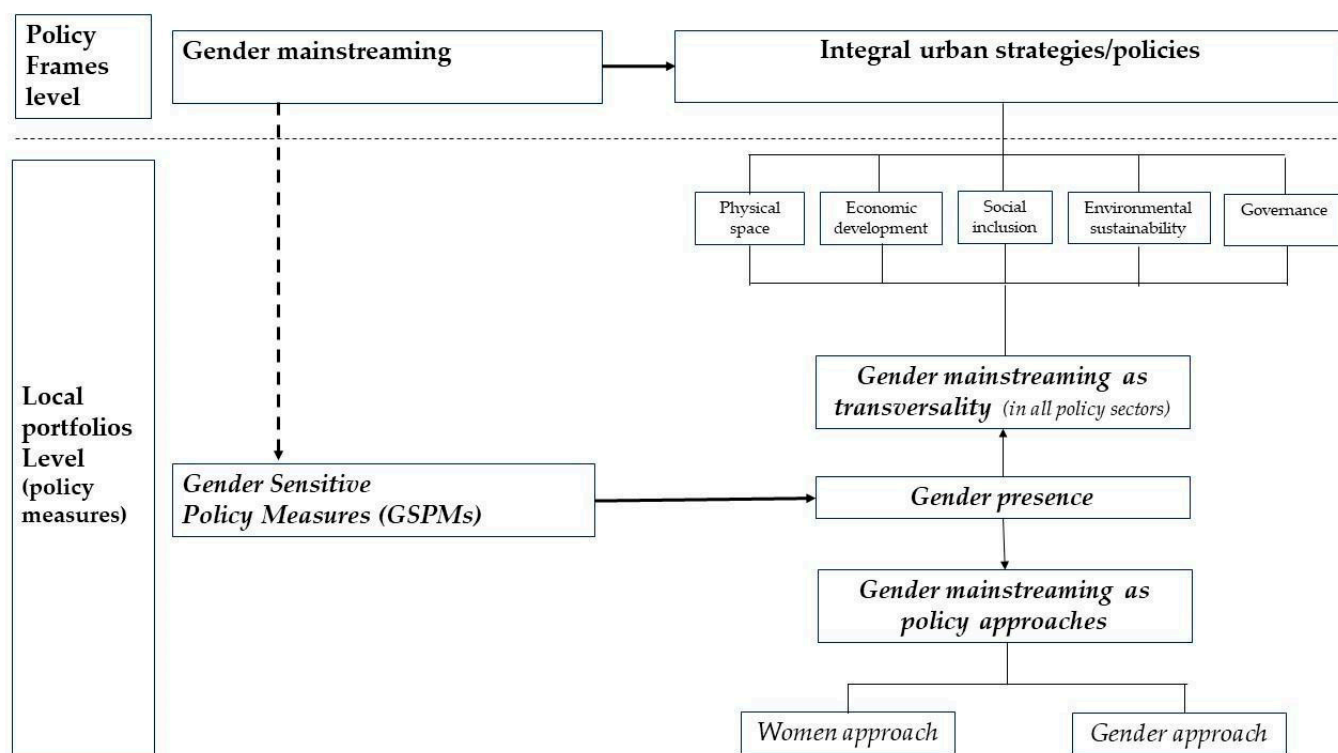 Policy
Frames
level
Gender mainstreaming
Integral urban strategies/policies
Physical
space
Economic
development
Social
inclusion
Environmental
sustainability
Governance
Local
portfolios
Level
(policy
measures)
Gender mainstreaming as
transversality (in all policy sectors)
Gender Sensitive
Policy Measures (GSPMs)
Gender presence
Gender mainstreaming as
policy approaches
Women approach
Gender approach